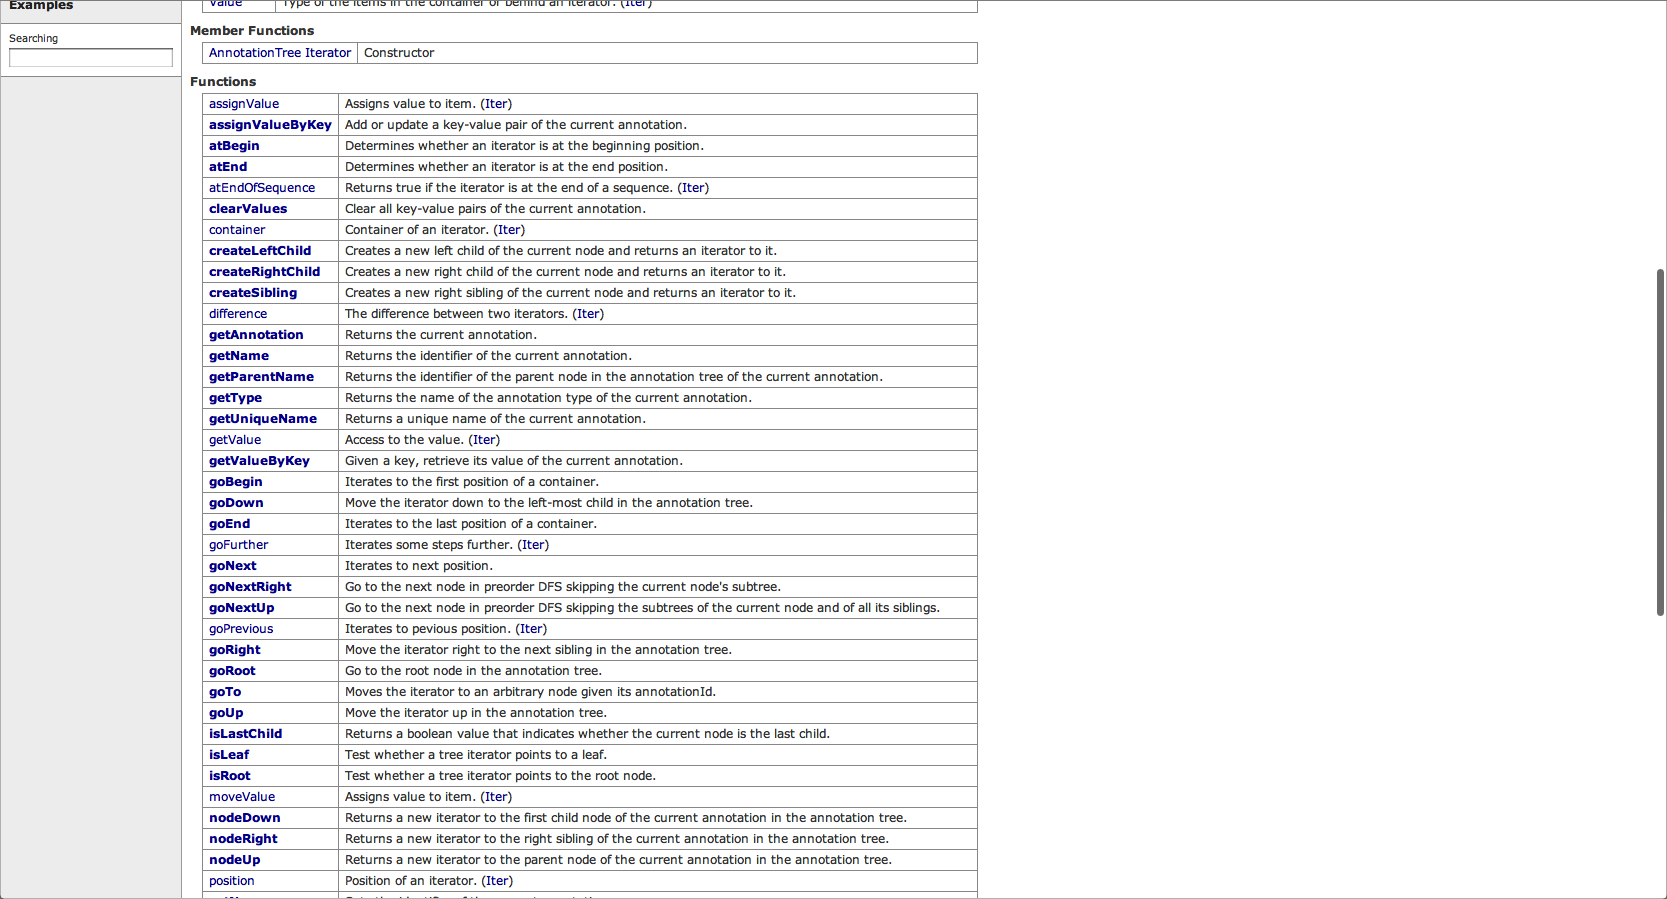 Examples
Searching
Value Type of the items in the container or behind an iterator. (Iter)
Member Functions
AnnotationTree Iterator Constructor
Functions
assignValue Assigns value to item. (Iter)
assignValueByKey Add or update a key-value pair of the current annotation.
atBegin Determines whether an iterator is at the beginning position.
atEnd Determines whether an iterator is at the end position.
atEndOfSequence Returns true if the iterator is at the end of a sequence. (Iter)
clearValues Clear all key-value pairs of the current annotation.
container Container of an iterator. (Iter)
createLeftChild Creates a new left child of the current node and returns an iterator to it.
createRightChild Creates a new right child of the current node and returns an iterator to it.
createSibling Creates a new right sibling of the current node and returns an iterator to it.
difference The difference between two iterators. (Iter)
getAnnotation Returns the current annotation.
getName Returns the identifier of the current annotation.
getParentName Returns the identifier of the parent node in the annotation tree of the current annotation.
getType Returns the name of the annotation type of the current annotation.
getUniqueName Returns a unique name of the current annotation.
getValue Access to the value. (Iter)
getValueByKey Given a key, retrieve its value of the current annotation.
goBegin Iterates to the first position of a container.
goDown Move the iterator down to the left-most child in the annotation tree.
goEnd Iterates to the last position of a container.
goFurther Iterates some steps further. (Iter)
goNext Iterates to next position.
goNextRight Go to the next node in preorder DFS skipping the current node's subtree.
goNextUp Go to the next node in preorder DFS skipping the subtrees of the current node and of all its siblings.
goPrevious Iterates to pevious position. (Iter)
goRight Move the iterator right to the next sibling in the annotation tree.
goRoot Go to the root node in the annotation tree.
goTo Moves the iterator to an arbitrary node given its annotationId.
goUp Move the iterator up in the annotation tree.
isLastChild Returns a boolean value that indicates whether the current node is the last child.
isLeaf Test whether a tree iterator points to a leaf.
isRoot Test whether a tree iterator points to the root node.
moveValue Assigns value to item. (Iter)
nodeDown Returns a new iterator to the first child node of the current annotation in the annotation tree.
nodeRight Returns a new iterator to the right sibling of the current annotation in the annotation tree.
nodeUp Returns a new iterator to the parent node of the current annotation in the annotation tree.
position Position of an iterator. (Iter)